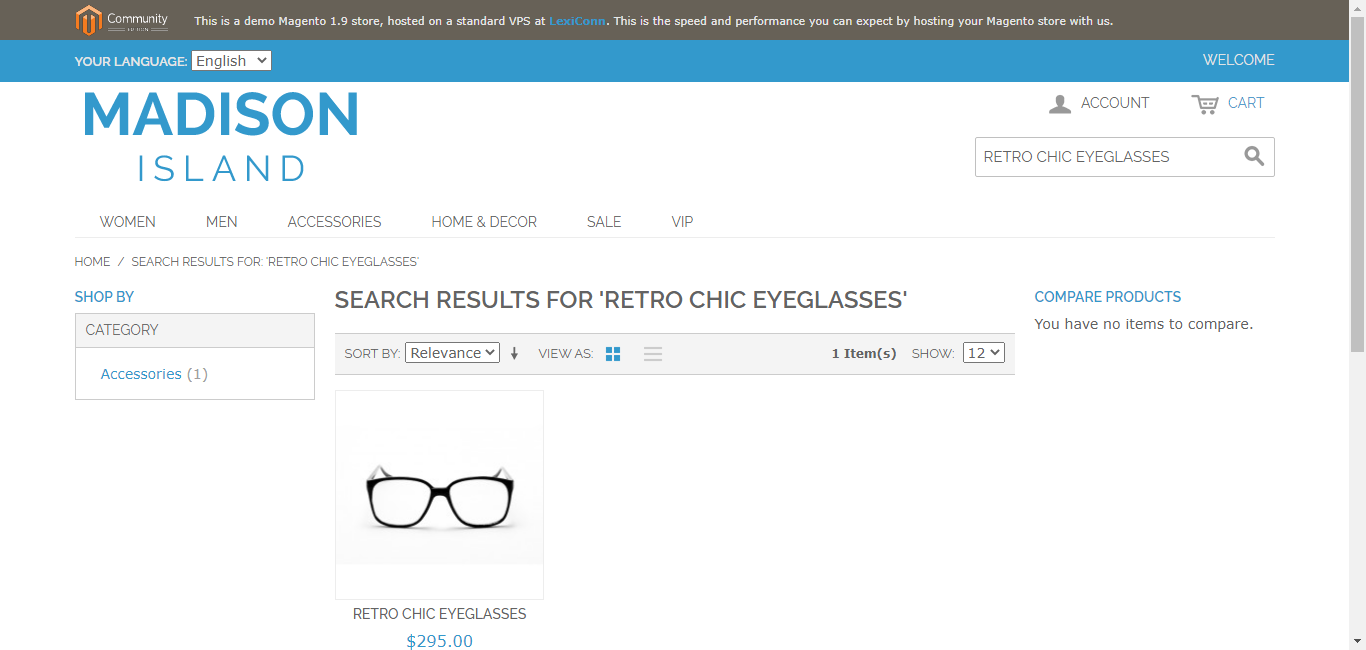 Community
This is a demo Magento 1.9 store, hosted on a standard VPS at LexiConn. This is the speed and performance you can expect by hosting your Magento store with us.
YOUR LANGUAGE: English
WELCOME
MADISON
ISLAND
ACCOUNT
CART
RETRO CHIC EYEGLASSES
WOMEN MEN ACCESSORIES HOME & DECOR SALE VIP
HOME / SEARCH RESULTS FOR: 'RETRO CHIC EYEGLASSES'
SHOP BY
CATEGORY
Accessories (1)
SEARCH RESULTS FOR 'RETRO CHIC EYEGLASSES'
SORT BY: Relevance VIEW AS: 1 Item(s) SHOW: 12
RETRO CHIC EYEGLASSES
$295.00
COMPARE PRODUCTS
You have no items to compare.